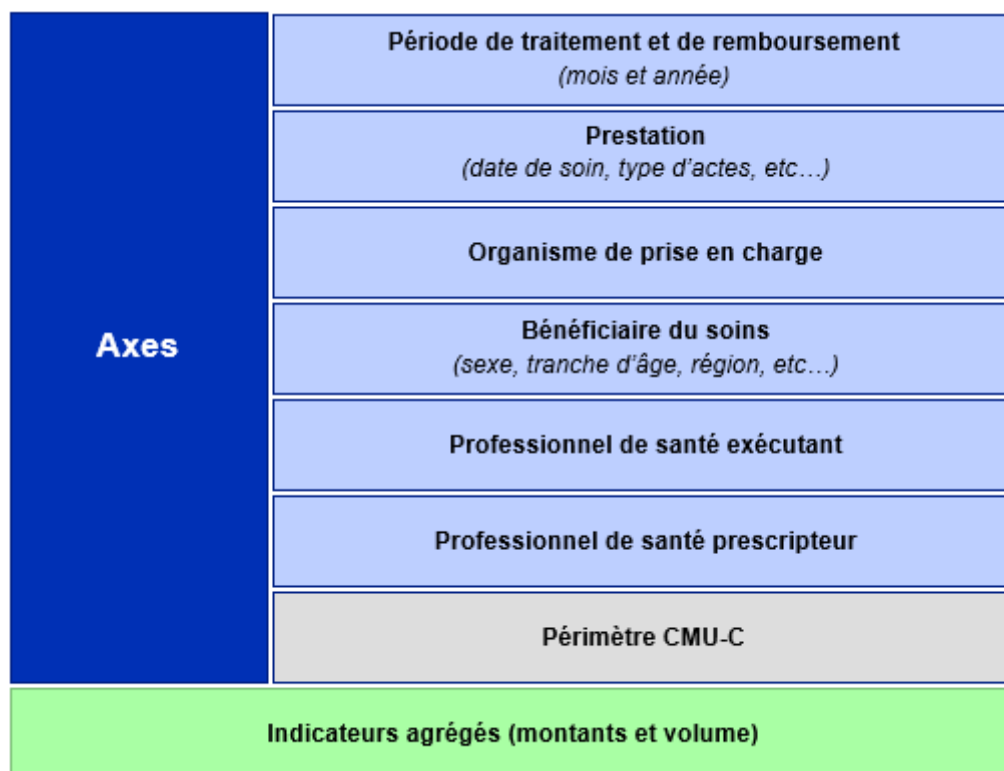 Axes
Période de traitement et de remboursement
(mois et année)
Prestation
(date de soin, type d'actes, etc…)
Organisme de prise en charge
Bénéficiaire du soins
(sexe, tranche d'âge, région, etc…)
Professionnel de santé exécutant
Professionnel de santé prescripteur
Périmètre CMU-C
Indicateurs agrégés (montants et volume)